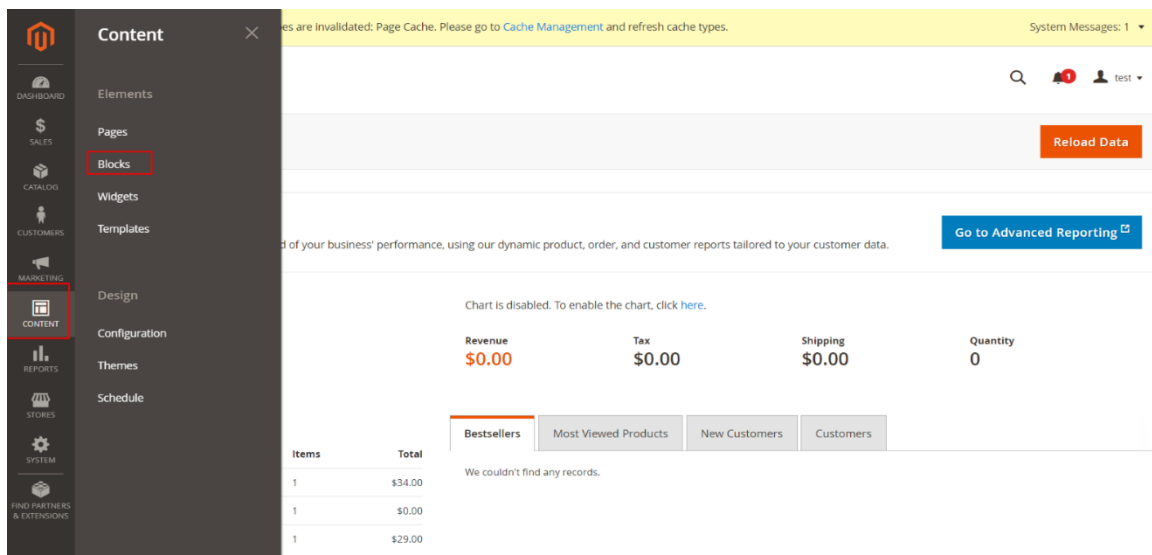 DASHBOARD
SALES
CATALOG
CUSTOMERS
MARKETING
CONTENT
REPORTS
STORES
SYSTEM
FIND PARTNERS
& EXTENSIONS
Content
Elements
Pages
Blocks
Widgets
Templates
Design
Configuration
Themes
Schedule
es are invalidated: Page Cache. Please go to Cache Management and refresh cache types.
System Messages: 1
1
test
Reload Data
d of your business' performance, using our dynamic product, order, and customer reports tailored to your customer data.
Go to Advanced Reporting
Chart is disabled. To enable the chart, click here.
Revenue Tax Shipping Quantity
$0.00 $0.00 $0.00 0
Bestsellers Most Viewed Products New Customers Customers
We couldn't find any records.
Items Total
1 $34.00
1 $0.00
1 $29.00